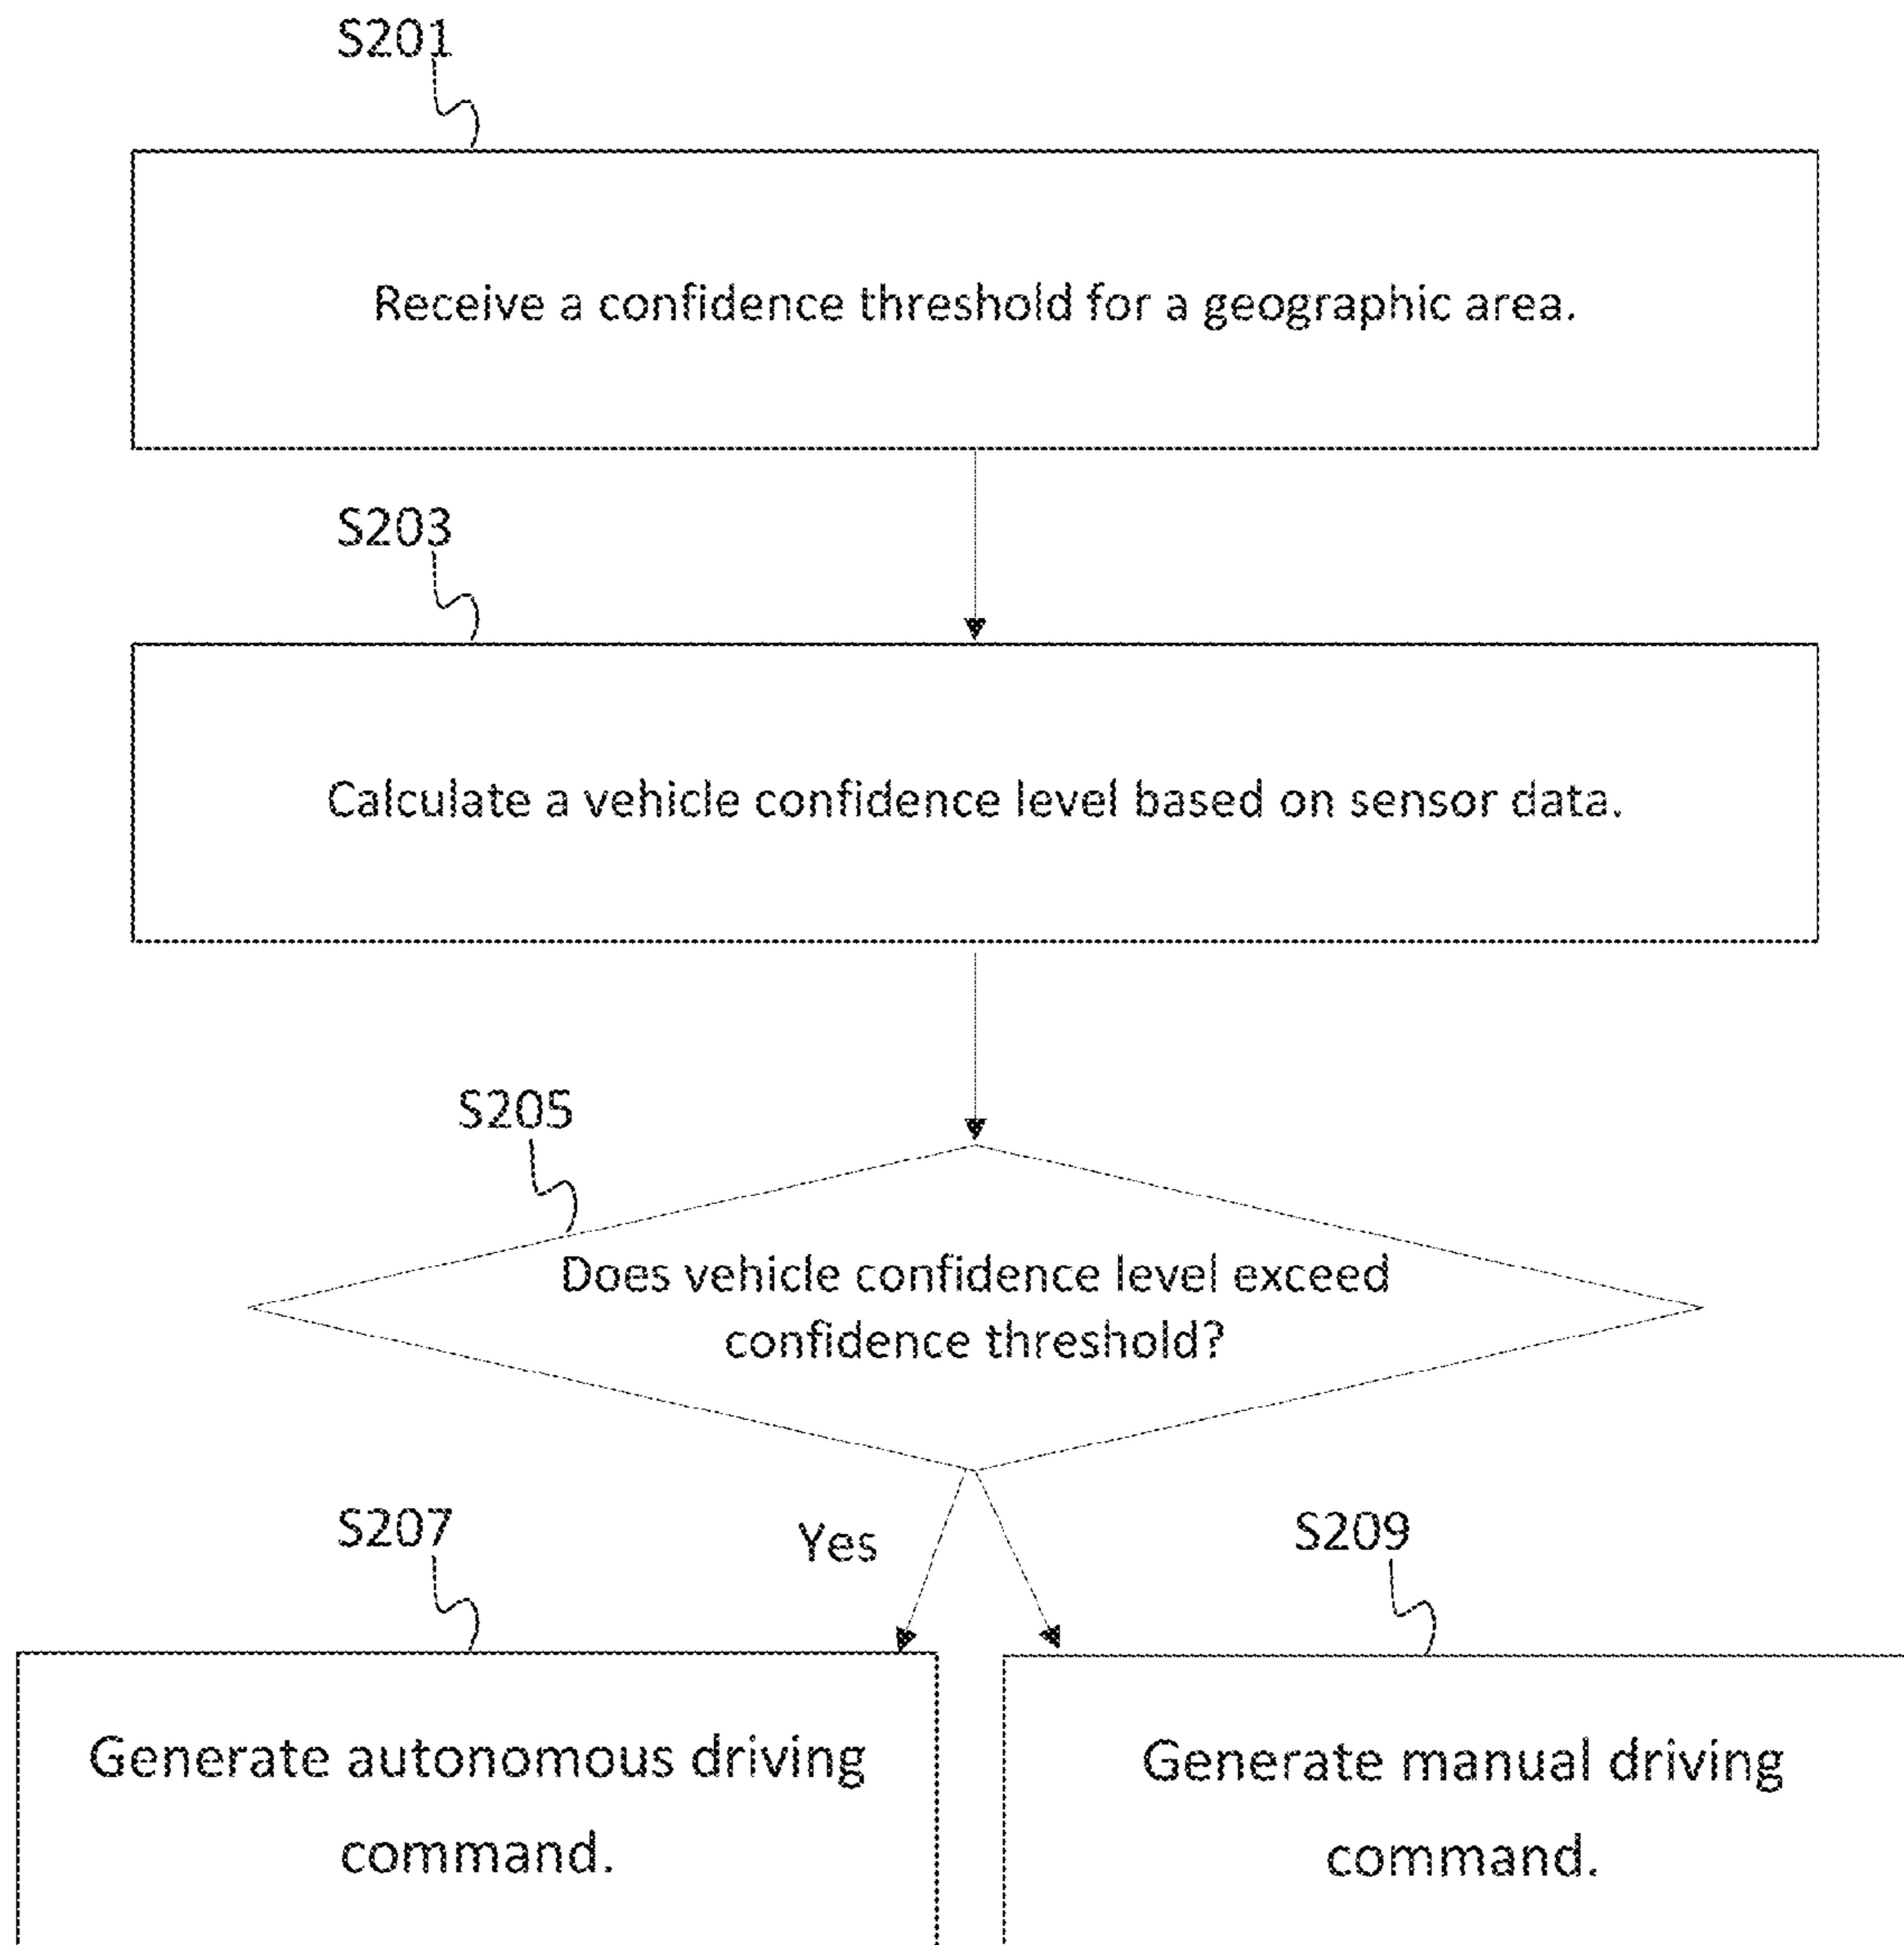 S201
Receive a confidence threshold for a geographic area.
S203
Calculate a vehicle confidence level based on sensor data.
S205
Does vehicle confidence level exceed
confidence threshold?
S207
Yes
S209
Generate autonomous driving
command.
Generate manual driving
command.